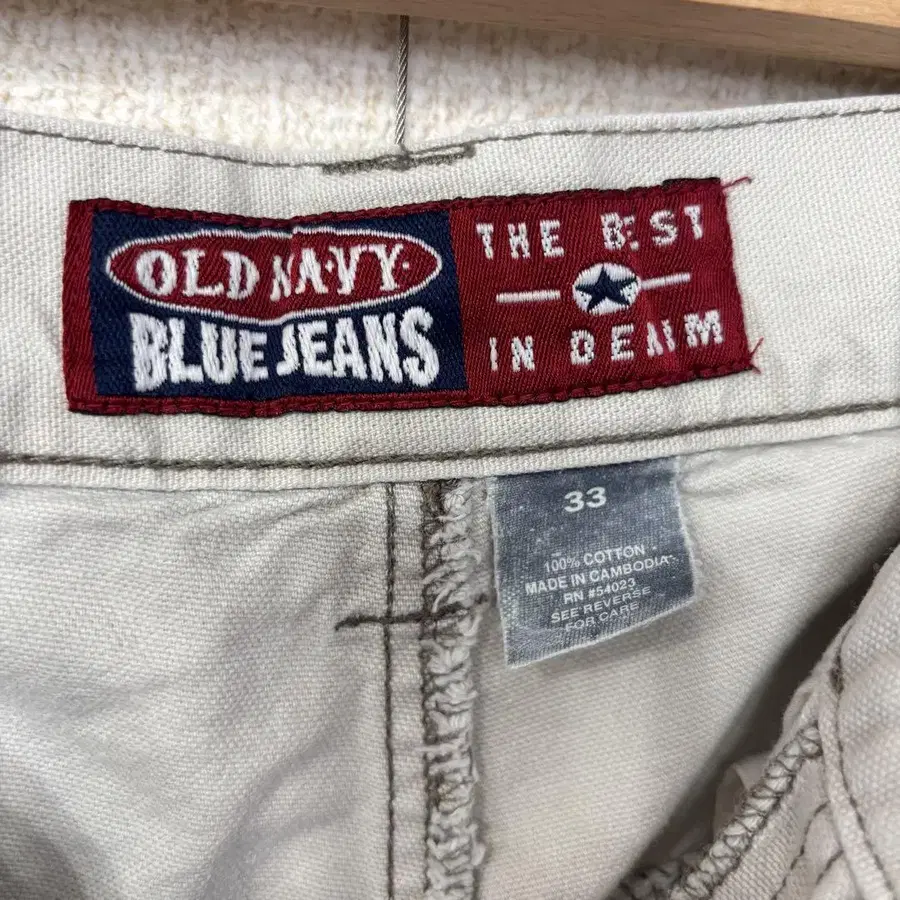 OLD NAVY
BLUE JEANS
THE BEST
IN DENIM
33
100% COTTON
MADE IN CAMBODIA
RN #54023
SEE REVERSE
FOR CARE